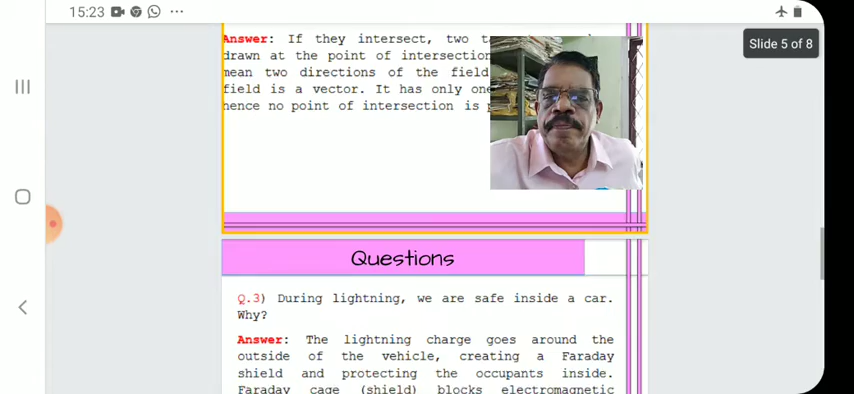 15:23
Slide 5 of 8
Answer: If they intersect, two
drawn at the point of intersection
mean two directions of the field
field is a vector. It has only one
hence no point of intersection is
Questions
Q.3) During lightning, we are safe inside a car.
Why?
Answer: The lightning charge goes around the
outside of the vehicle, creating a Faraday
shield and protecting the occupants inside.
Faraday cage (shield) blocks electromagnetic